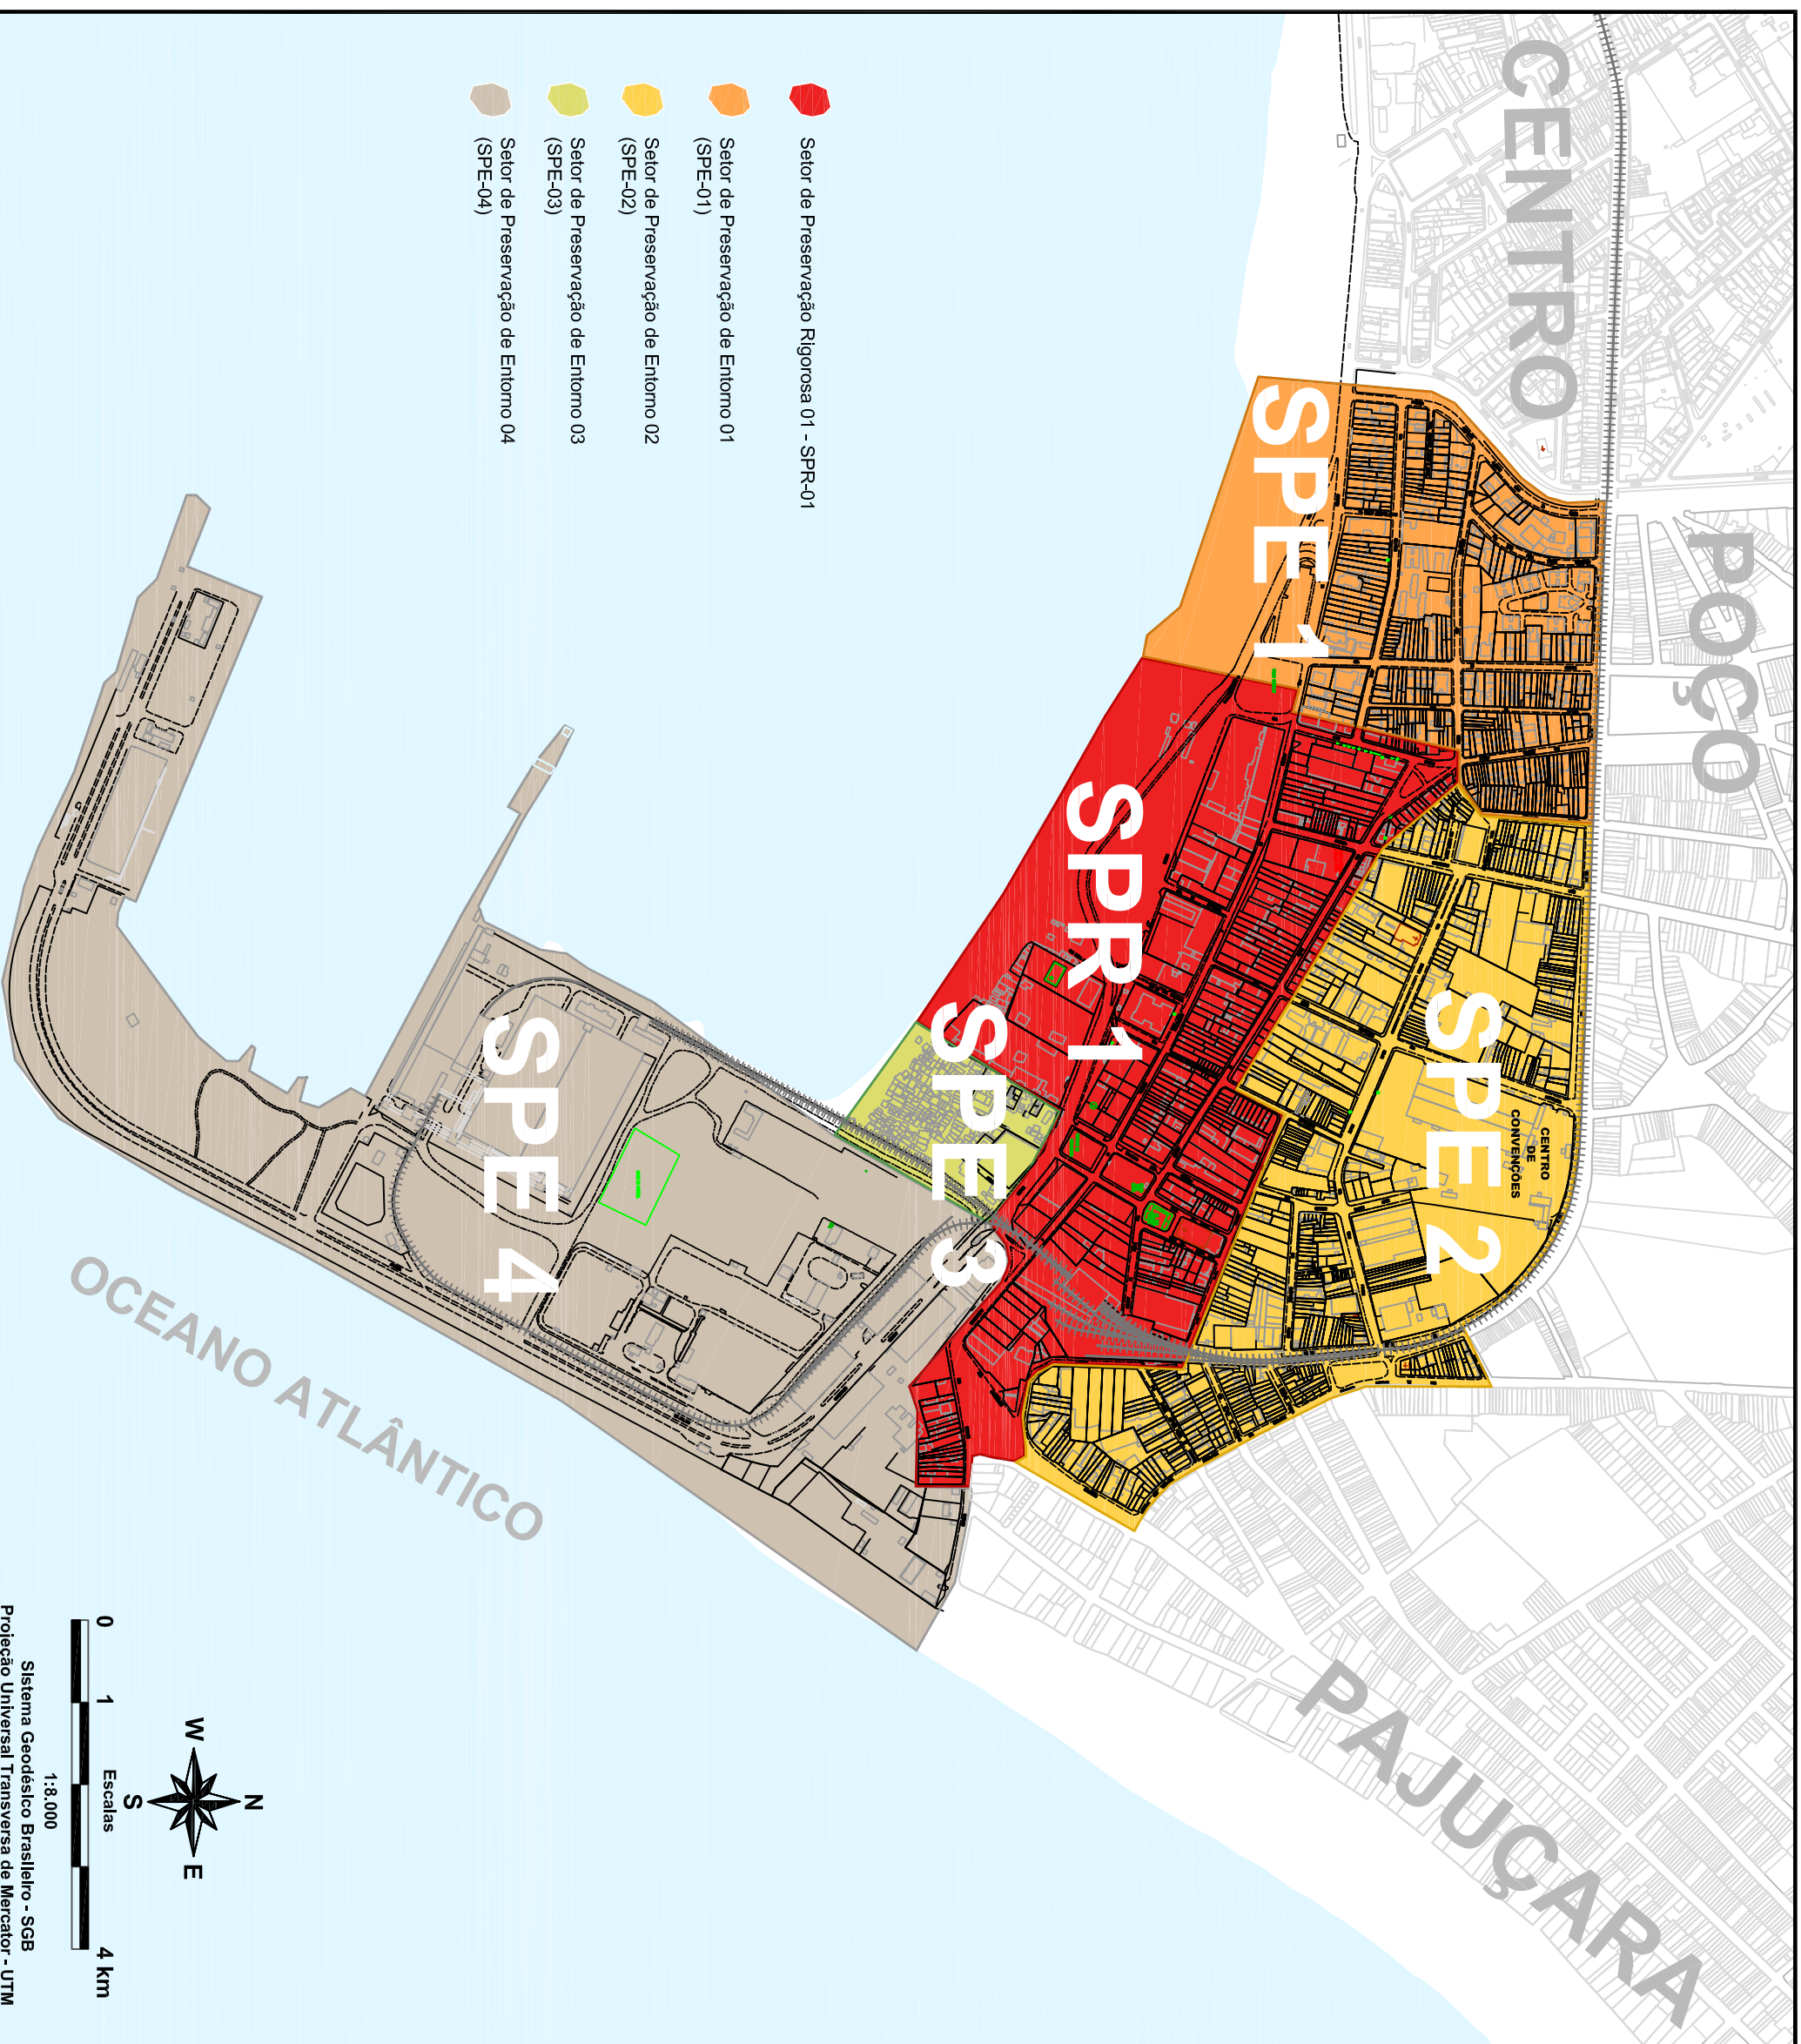 CENTRO
POÇO
PAJUÇARA
SPE 1
SPR 1
SPE 2
CENTRO
DE
CONVENÇÕES
SPE 3
SPE 4
OCEANO ATLÂNTICO
Setor de Preservação Rigorosa 01 - SPR-01
Setor de Preservação de Entorno 01
(SPE-01)
Setor de Preservação de Entorno 02
(SPE-02)
Setor de Preservação de Entorno 03
(SPE-03)
Setor de Preservação de Entorno 04
(SPE-04)
N
W
E
S
0 1 Escalas 4 km
1:8.000
Sistema Geodésico Brasileiro - SGB
Projeção Universal Transversa de Mercator - UTM